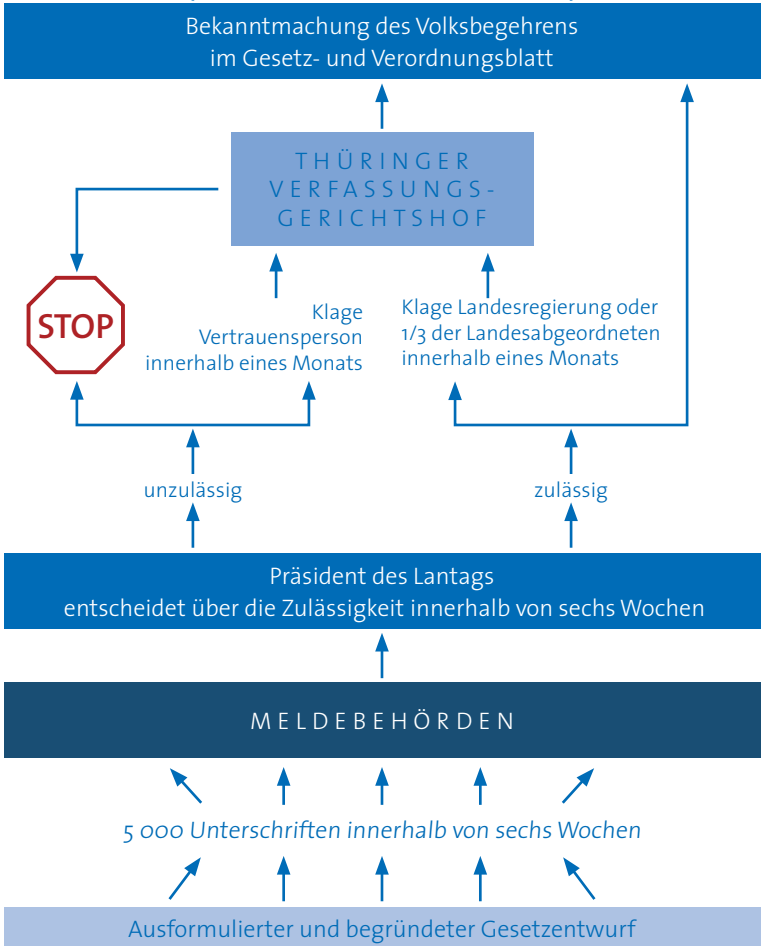 Bekanntmachung des Volksbegehrens
im Gesetz- und Verordnungsblatt
THÜRINGER
VERFASSUNGS-
GERICHTSHOF
STOP
Klage
Vertrauensperson
innerhalb eines Monats
Klage Landesregierung oder
1/3 der Landesabgeordneten
innerhalb eines Monats
unzulässig
zulässig
Präsident des Lantags
entscheidet über die Zulässigkeit innerhalb von sechs Wochen
MELDEBEHÖRDEN
5 000 Unterschriften innerhalb von sechs Wochen
Ausformulierter und begründeter Gesetzentwurf